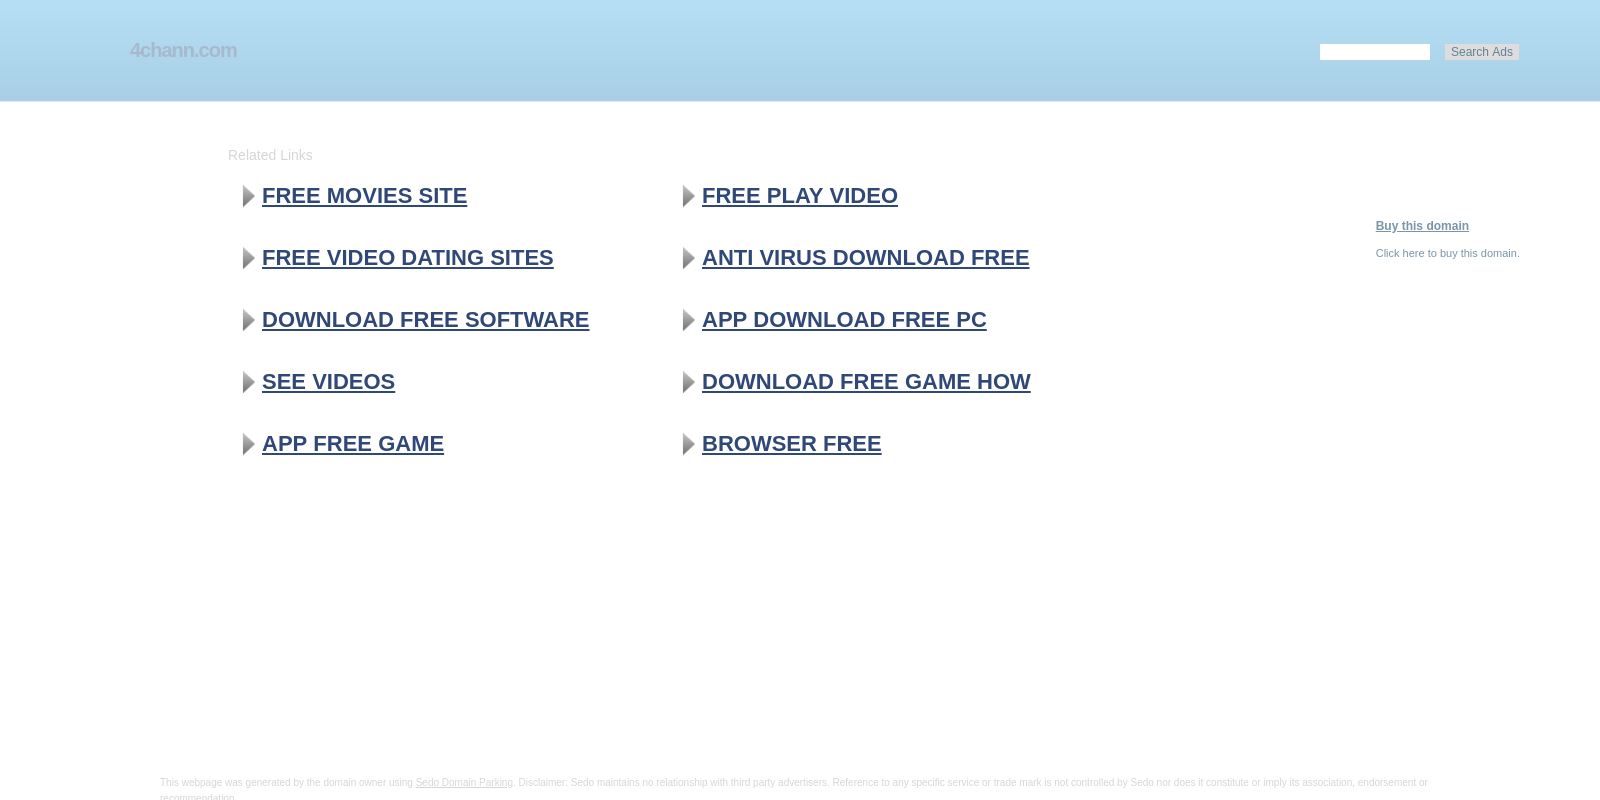 4chann.com
Search Ads
Related Links
FREE MOVIES SITE
FREE PLAY VIDEO
FREE VIDEO DATING SITES
ANTI VIRUS DOWNLOAD FREE
DOWNLOAD FREE SOFTWARE
APP DOWNLOAD FREE PC
SEE VIDEOS
DOWNLOAD FREE GAME HOW
APP FREE GAME
BROWSER FREE
Buy this domain
Click here to buy this domain.
This webpage was generated by the domain owner using Sedo Domain Parking. Disclaimer: Sedo maintains no relationship with third party advertisers. Reference to any specific service or trade mark is not controlled by Sedo nor does it constitute or imply its association, endorsement or
recommendation.